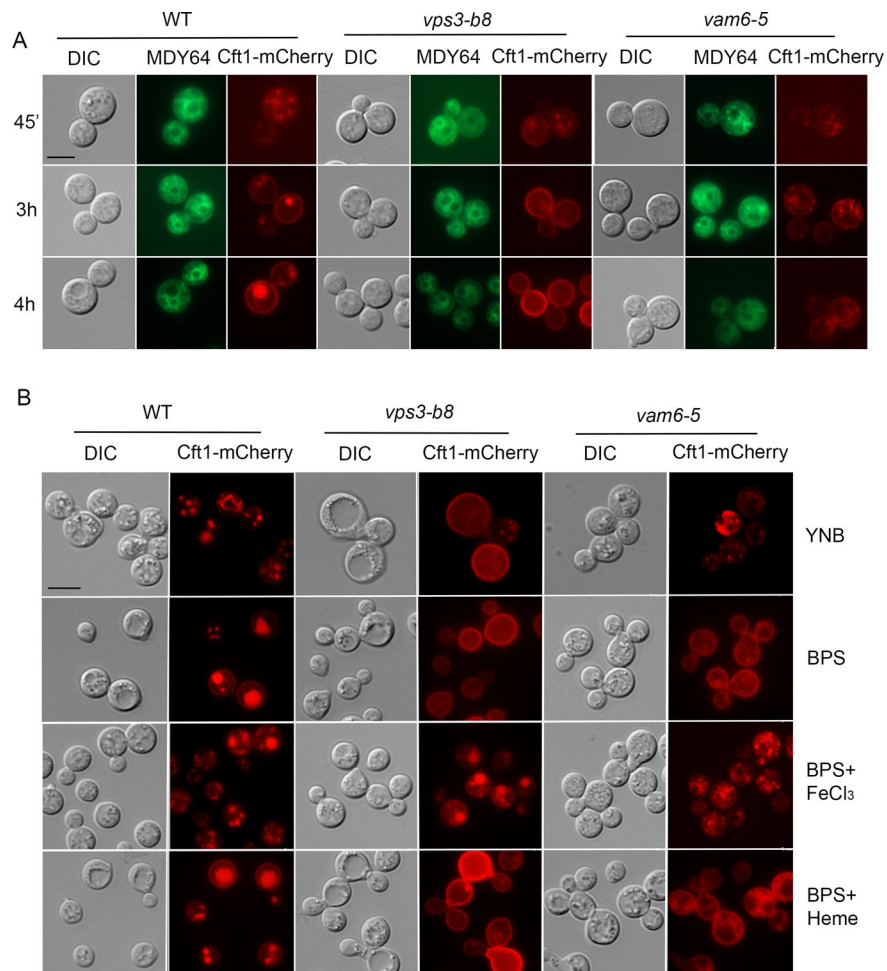 A
WT
vps3-b8
vam6-5
DIC MDY64 Cft1-mCherry DIC MDY64 Cft1-mCherry DIC MDY64 Cft1-mCherry
45'
3h
4h
B
WT
vps3-b8
vam6-5
DIC Cft1-mCherry DIC Cft1-mCherry DIC Cft1-mCherry
YNB
BPS
BPS+
FeCl₃
BPS+
Heme